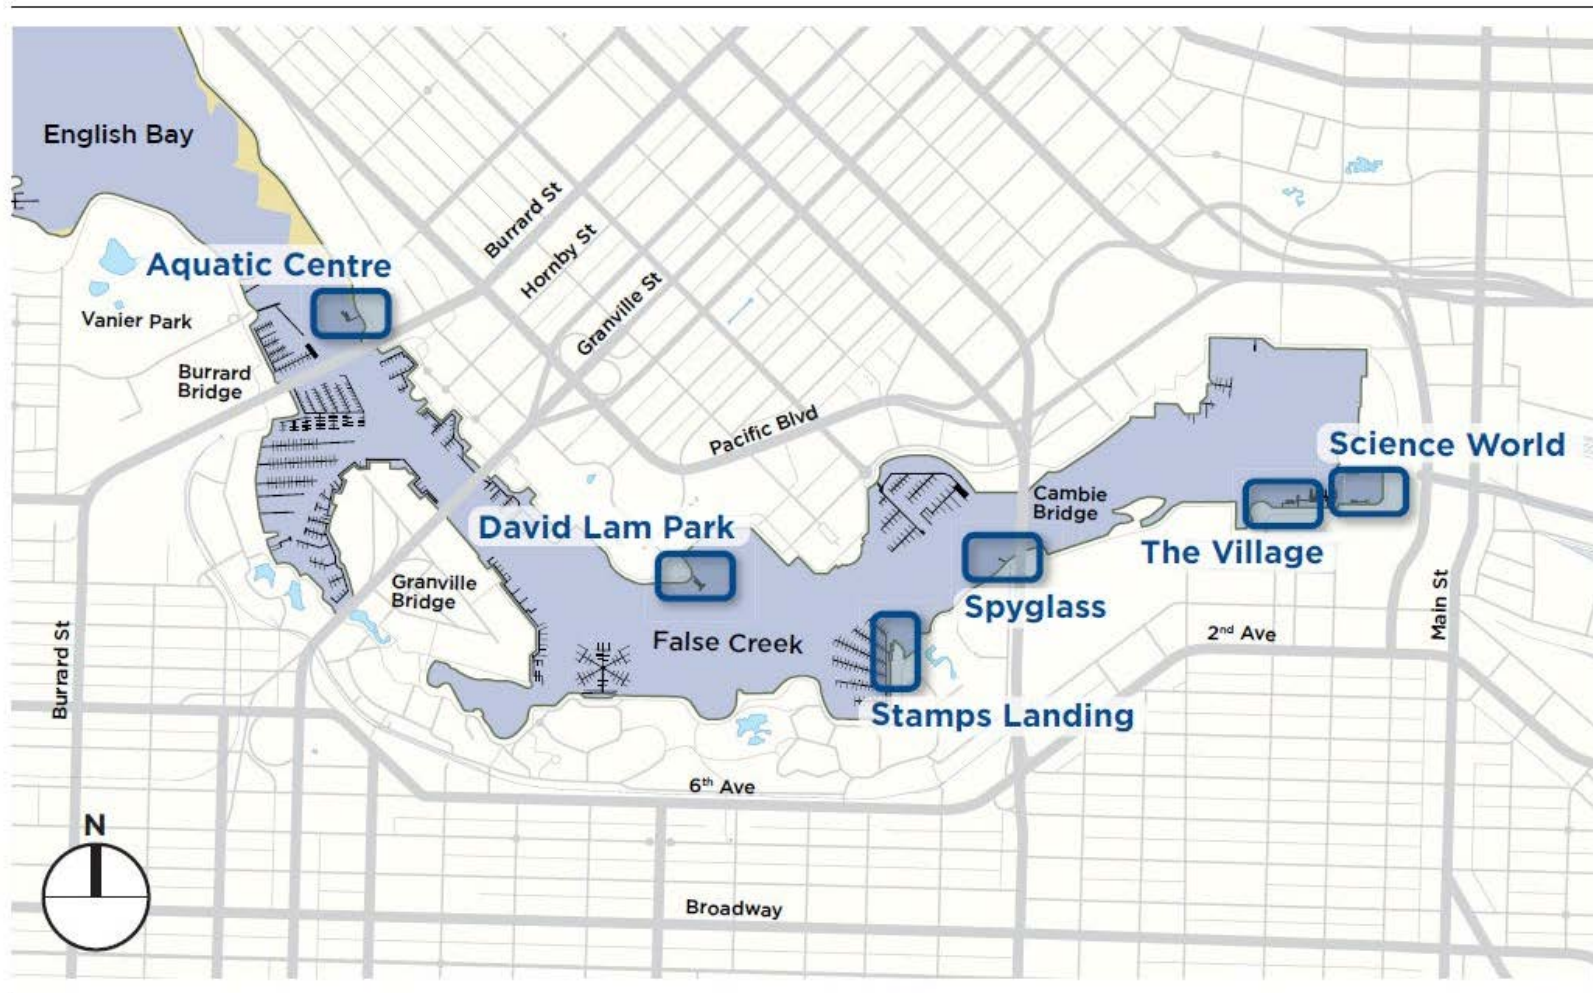 English Bay
Burrard St
Hornby St
Aquatic Centre
Granville St
Vanier Park
Burrard
Bridge
Pacific Blvd
Science World
Cambie
Bridge
David Lam Park
The Village
Granville
Bridge
Spyglass
Main St
2nd Ave
False Creek
Burrard St
Stamps Landing
6th Ave
N
Broadway